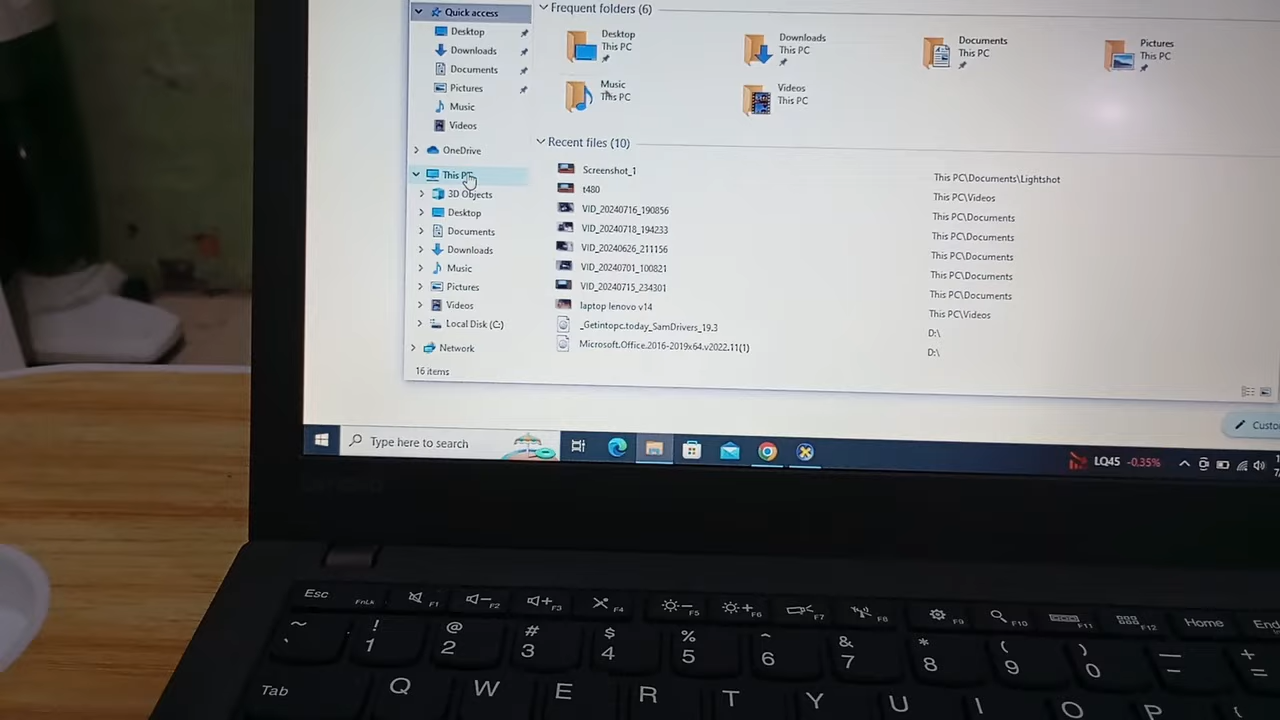 Quick access
Desktop
Downloads
Documents
Pictures
Music
Videos
OneDrive
This PC
3D Objects
Desktop
Documents
Downloads
Music
Pictures
Videos
Local Disk (C:)
Network
16 items
Frequent folders (6)
Desktop
This PC
Downloads
This PC
Documents
This PC
Pictures
This PC
Music
This PC
Videos
This PC
Recent files (10)
Screenshot_1 This PC\Documents\Lightshot
t480 This PC\Videos
VID_20240716_190856 This PC\Documents
VID_20240718_194233 This PC\Documents
VID_20240626_211156 This PC\Documents
VID_20240701_100821 This PC\Documents
VID_20240715_234301 This PC\Documents
laptop lenovo v14 This PC\Videos
_Getintopc.today_SamDrivers_19.3 D:\
Microsoft.Office.2016-2019x64.v2022.11(1) D:\
Custo
Type here to search
LQ45 -0,35%
Esc FnLk F1 F2 F3 F4 F5 F6 F7 F8 F9 F10 F11 F12 Home End
~ ! @ # $ % ^ & * ( ) _ +
` 1 2 3 4 5 6 7 8 9 0 - =
Tab Q W E R T Y U I O P